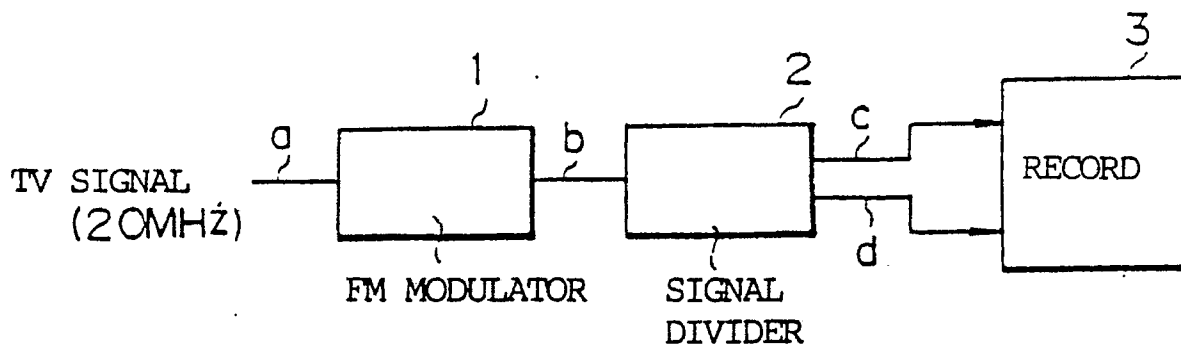 1
2
3
a
b
c
d
TV SIGNAL
(20MHz)
RECORD
FM MODULATOR
SIGNAL
DIVIDER